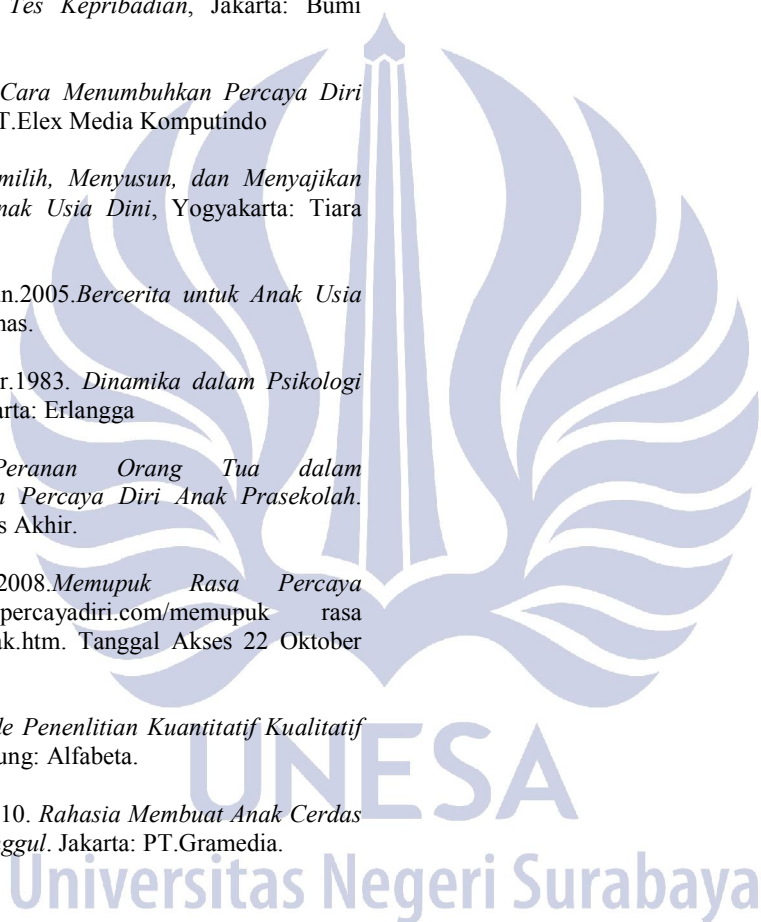 Tes Kepribadian, Jakarta: Bumi
Cara Menumbuhkan Percaya Diri
T.Elex Media Komputindo
milih, Menyusun, dan Menyajikan
nak Usia Dini, Yogyakarta: Tiara
n.2005.Bercerita untuk Anak Usia
nas.
r.1983. Dinamika dalam Psikologi
arta: Erlangga
Peranan Orang Tua dalam
n Percaya Diri Anak Prasekolah.
s Akhir.
2008.Memupuk Rasa Percaya
percayadiri.com/memupuk rasa
ak.htm. Tanggal Akses 22 Oktober
de Penenlitian Kuantitatif Kualitatif
ung: Alfabeta.
10. Rahasia Membuat Anak Cerdas
ggul. Jakarta: PT.Gramedia.
UNESA
Universitas Negeri Surabaya